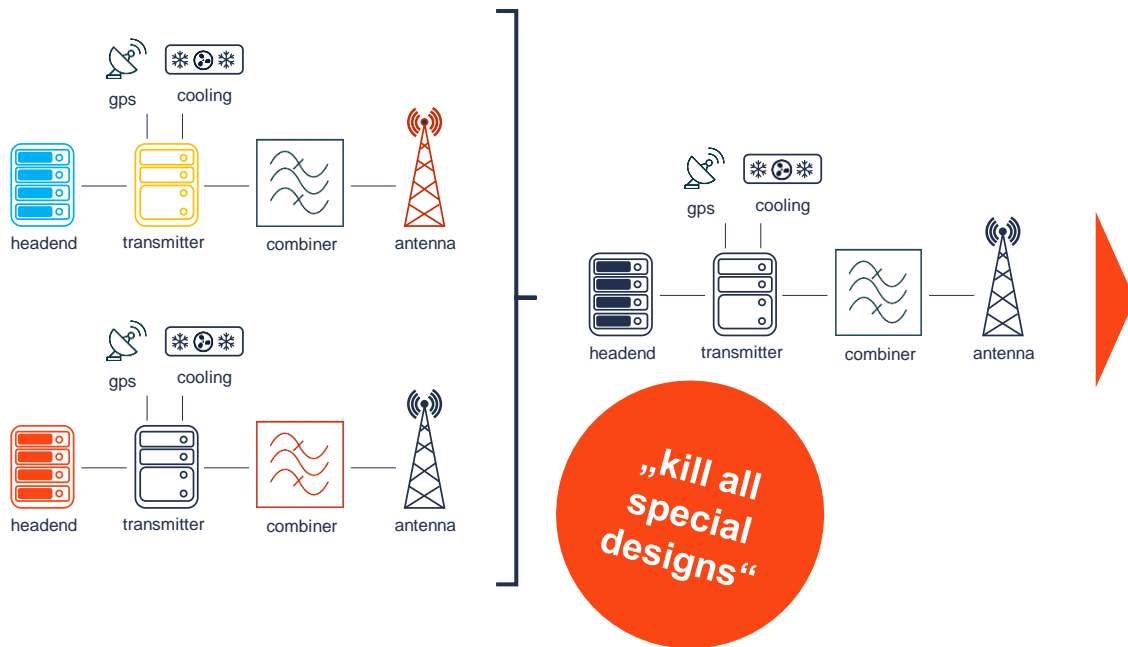 gps
cooling
headend
transmitter
combiner
antenna
gps
cooling
headend
transmitter
combiner
antenna
gps
cooling
headend
transmitter
combiner
antenna
„kill all
special
designs“